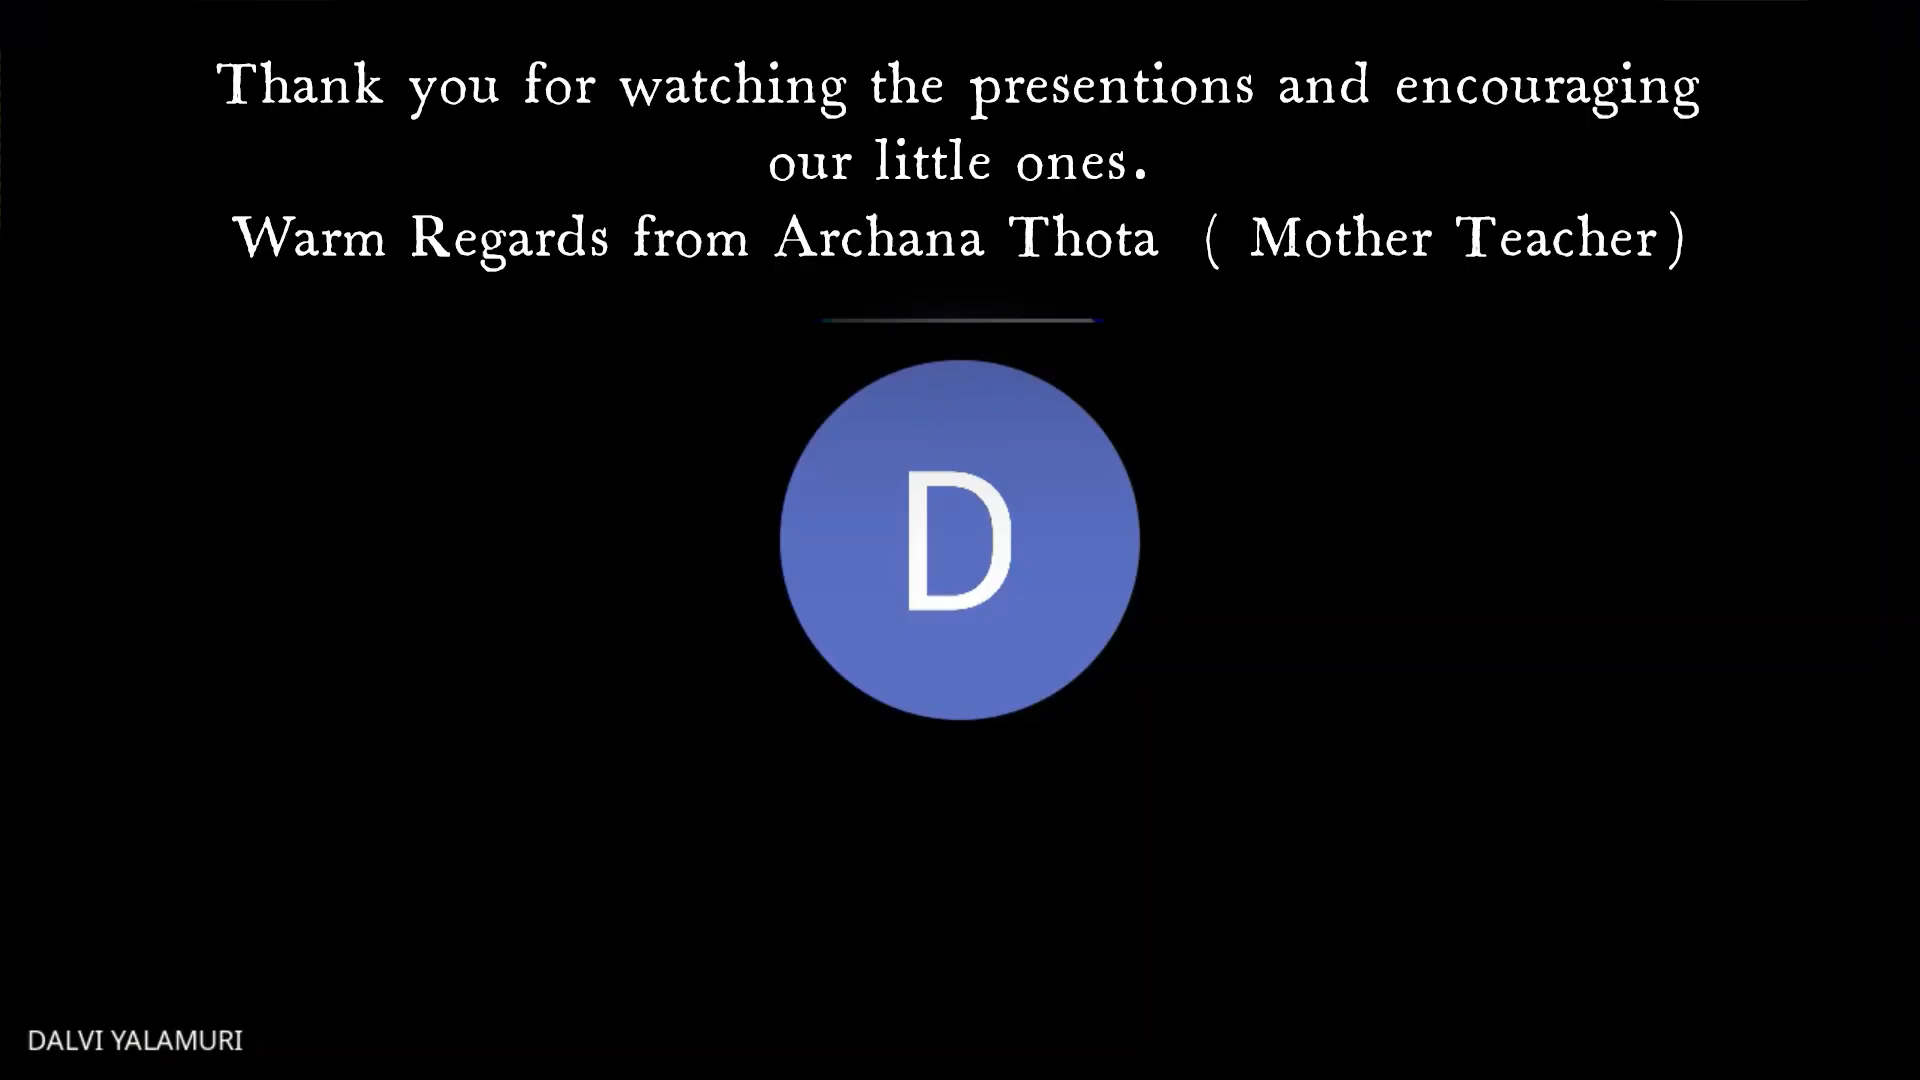 Thank you for watching the presentions and encouraging
our little ones.
Warm Regards from Archana Thota ( Mother Teacher)
D
DALVI YALAMURI